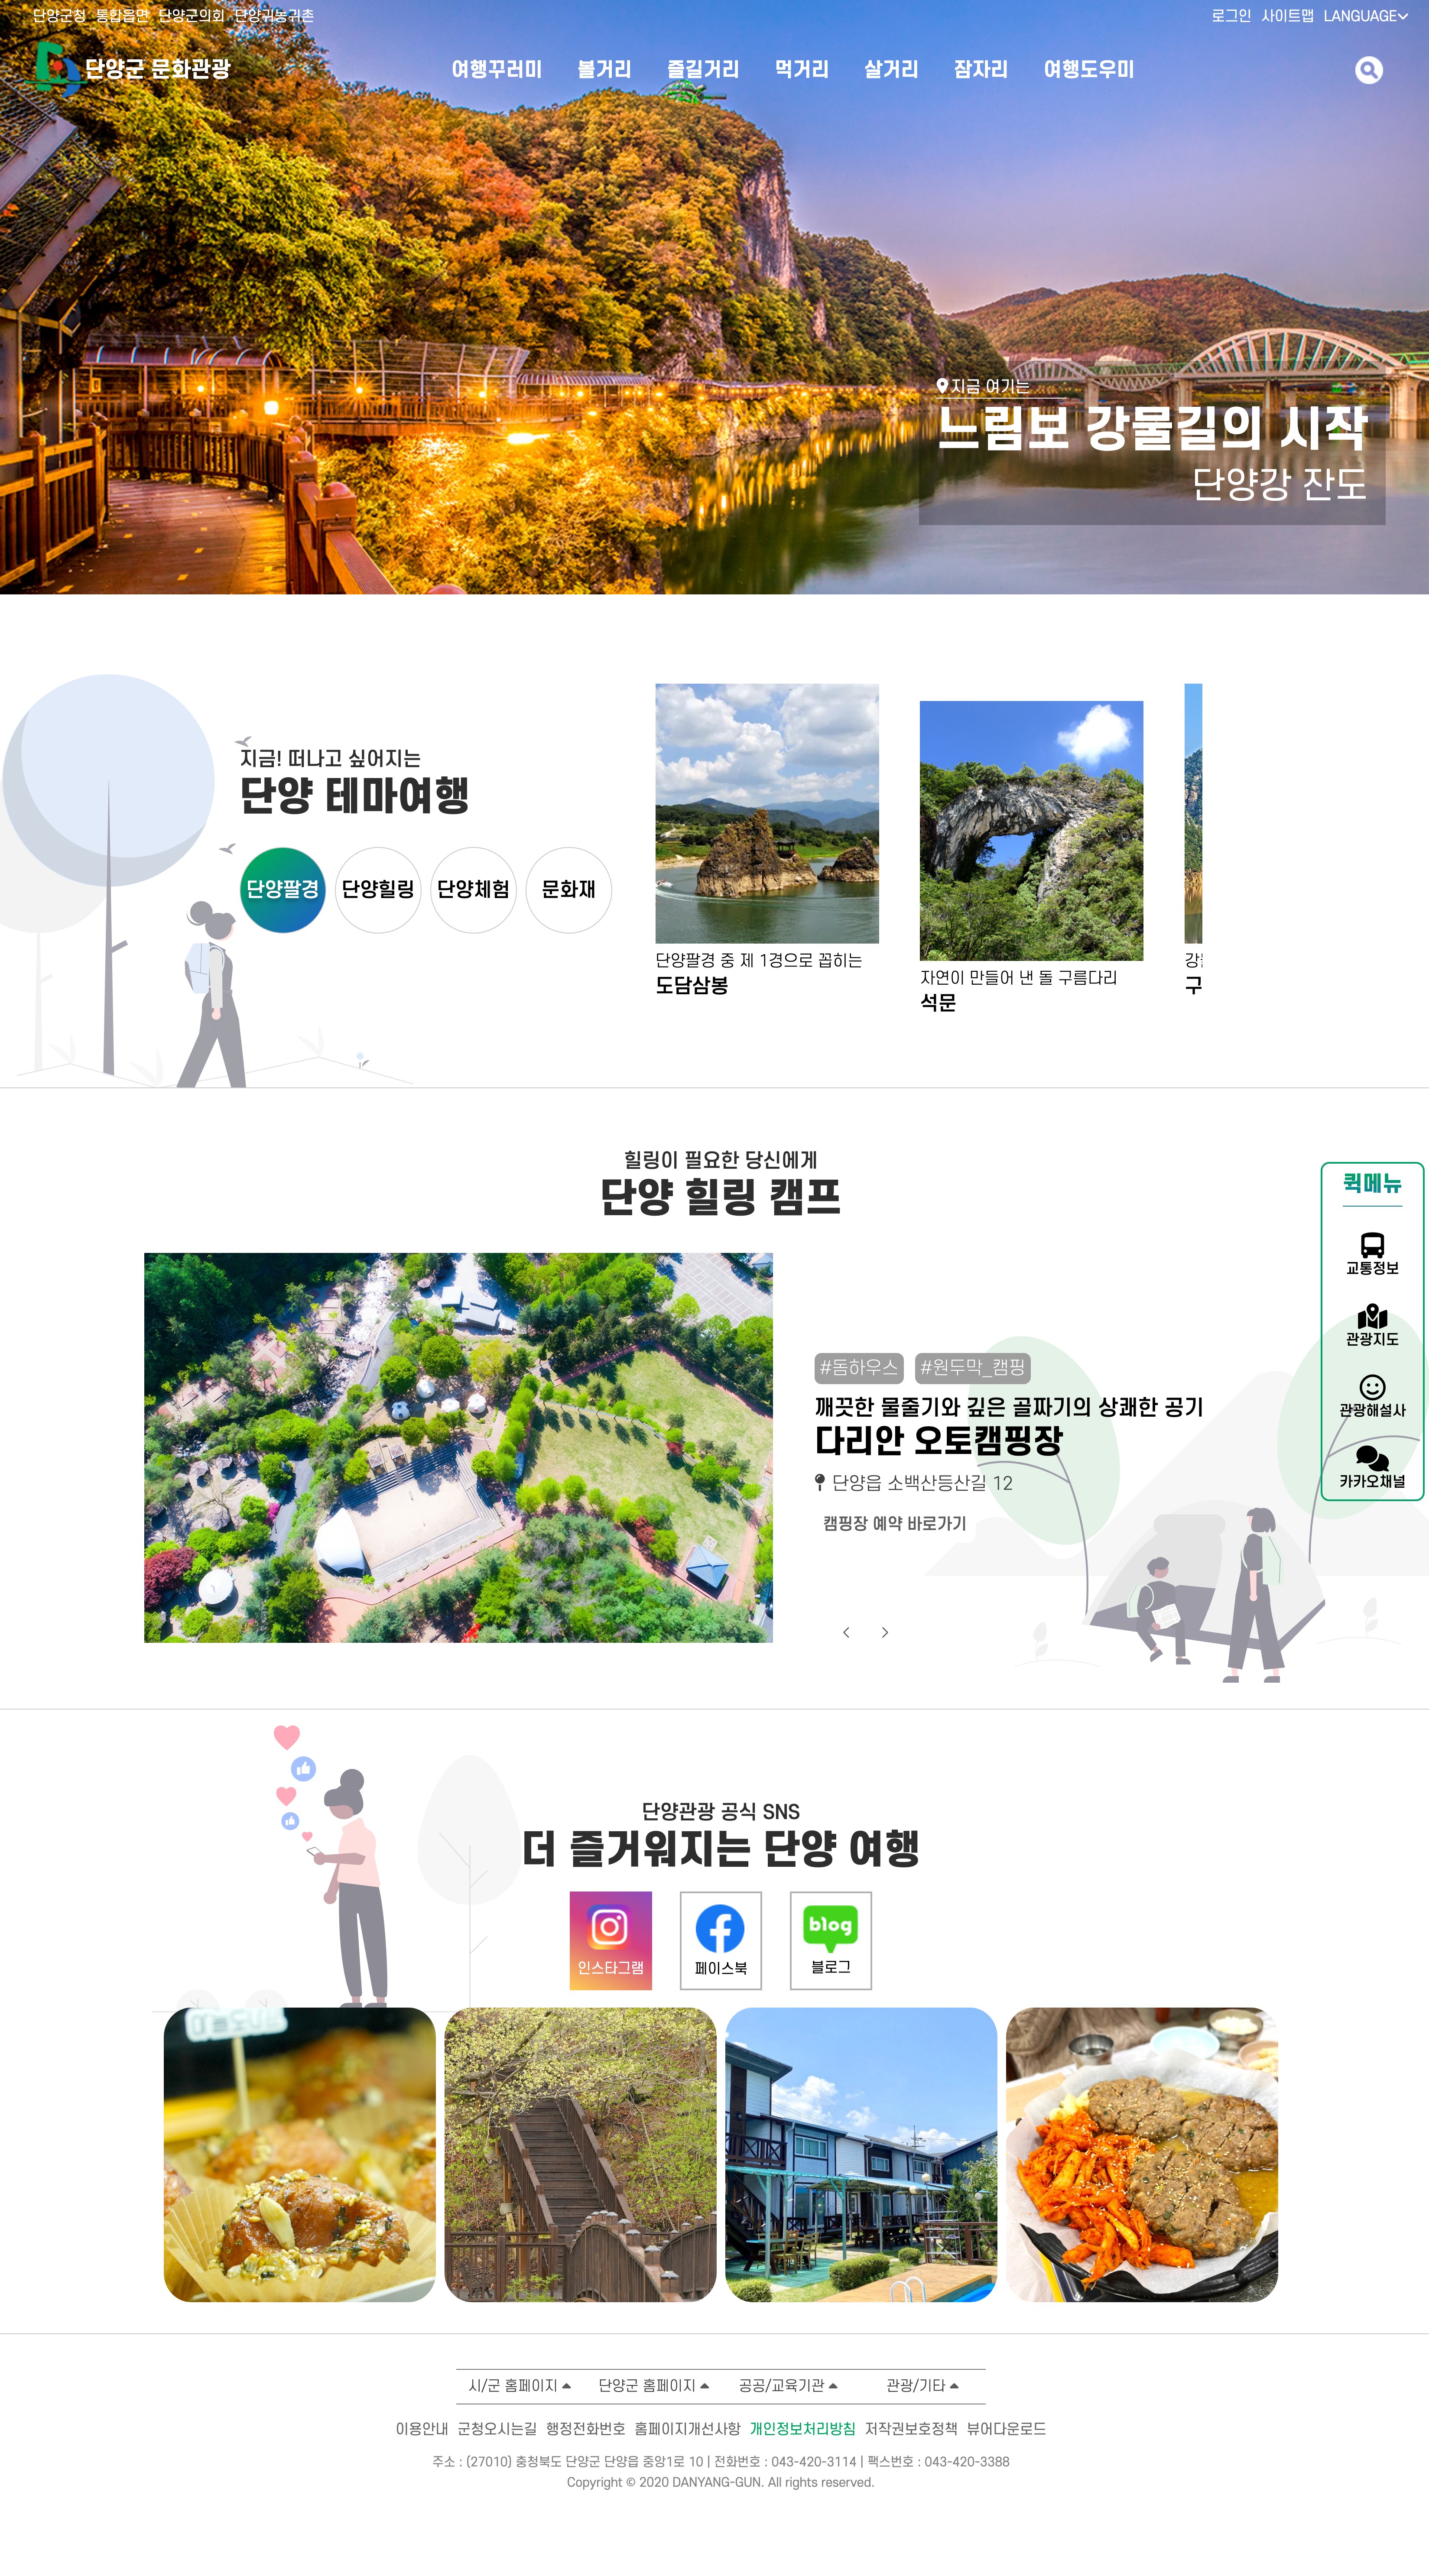 단양군청 통합읍면 단양군의회 단양귀농귀촌
로그인 사이트맵 LANGUAGE
단양군 문화관광
여행꾸러미 볼거리 즐길거리 먹거리 살거리 잠자리 여행도우미
지금 여기는
느림보 강물길의 시작
단양강 잔도
지금! 떠나고 싶어지는
단양 테마여행
단양팔경 단양힐링 단양체험 문화재
단양팔경 중 제 1경으로 꼽히는
도담삼봉
자연이 만들어 낸 돌 구름다리
석문
구
힐링이 필요한 당신에게
단양 힐링 캠프
#돔하우스 #원두막_캠핑
깨끗한 물줄기와 깊은 골짜기의 상쾌한 공기
다리안 오토캠핑장
단양읍 소백산등산길 12
캠핑장 예약 바로가기
퀵메뉴
교통정보
관광지도
관광해설사
카카오채널
단양관광 공식 SNS
더 즐거워지는 단양 여행
인스타그램
페이스북
blog
블로그
시/군 홈페이지 단양군 홈페이지 공공/교육기관 관광/기타
이용안내 군청오시는길 행정전화번호 홈페이지개선사항 개인정보처리방침 저작권보호정책 뷰어다운로드
주소 : (27010) 충청북도 단양군 단양읍 중앙1로 10 | 전화번호 : 043-420-3114 | 팩스번호 : 043-420-3388
Copyright © 2020 DANYANG-GUN. All rights reserved.